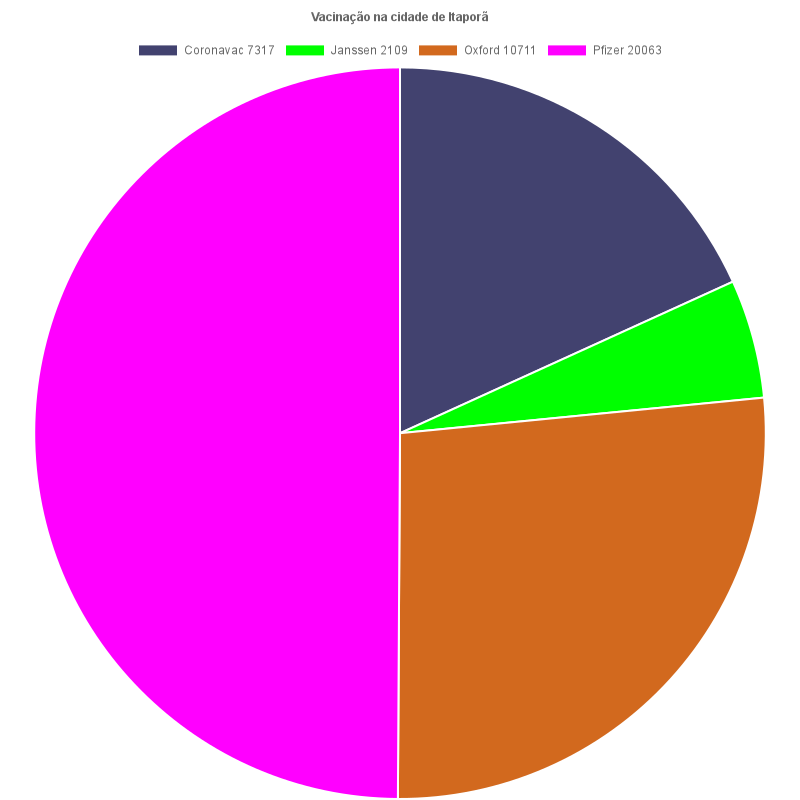 Vacinação na cidade de Itaporã
Coronavac 7317 Janssen 2109 Oxford 10711 Pfizer 20063